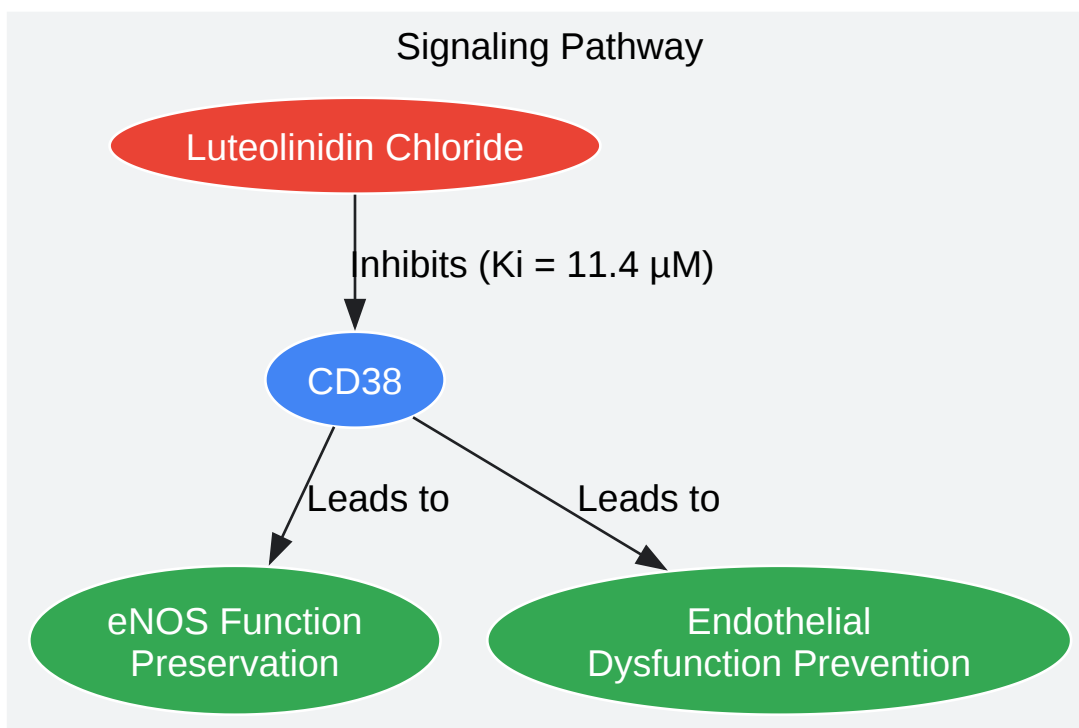 Signaling Pathway
Luteolinidin Chloride
Inhibits (Ki = 11.4 µM)
CD38
Leads to
Leads to
eNOS Function
Preservation
Endothelial
Dysfunction Prevention